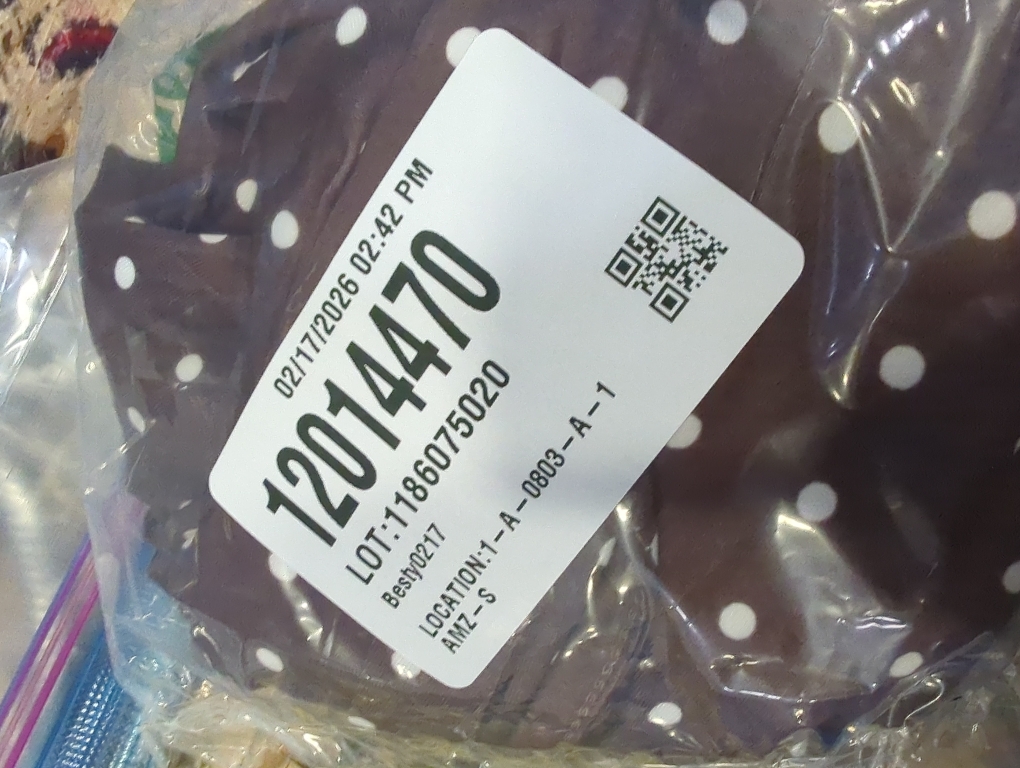 02/17/2026 02:42 PM
12014470
LOT:1186075020
Besty0217
LOCATION:1-A-0803-A-1
AMZ-S